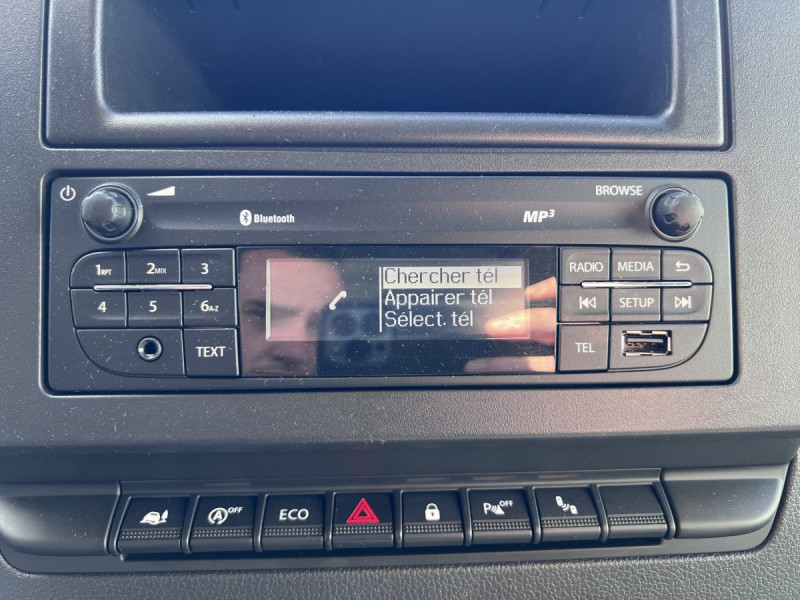 BROWSE
Bluetooth
MP3
1RPT 2MIX 3
4 5 6A-Z
TEXT
Chercher tél
Appairer tél
Sélect. tél
RADIO MEDIA
SETUP
TEL
A OFF
ECO
P OFF